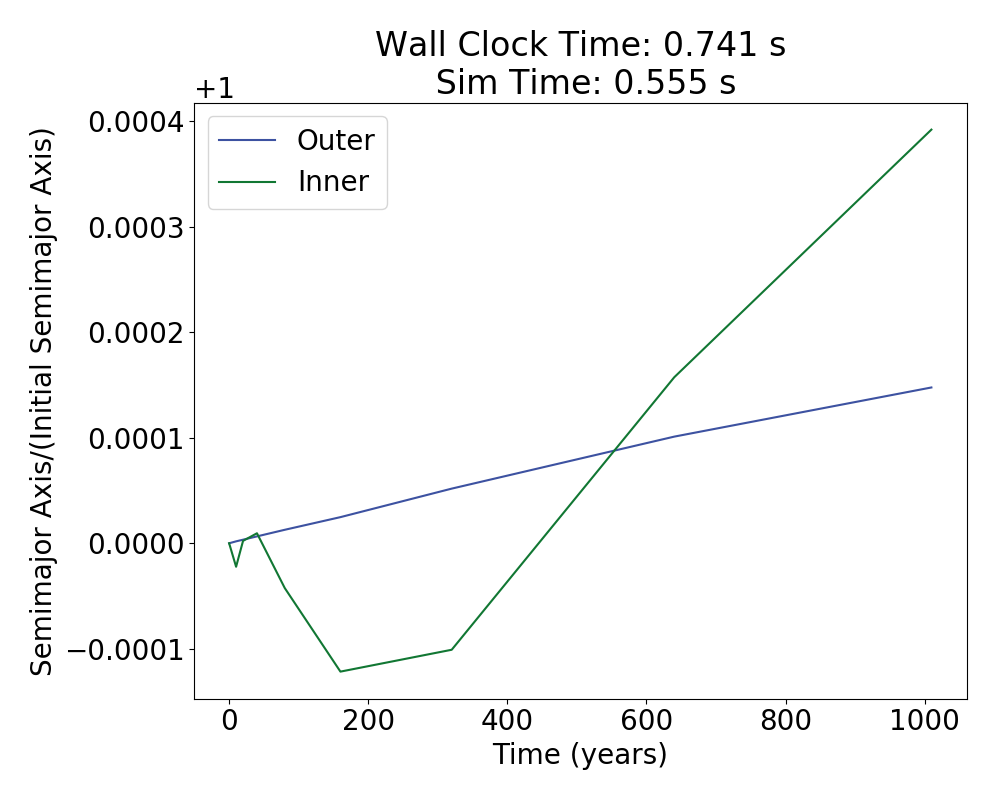 Wall Clock Time: 0.741 s
Sim Time: 0.555 s
+1
Semimajor Axis/(Initial Semimajor Axis)
0.0004
0.0003
0.0002
0.0001
0.0000
−0.0001
Outer
Inner
0 200 400 600 800 1000
Time (years)